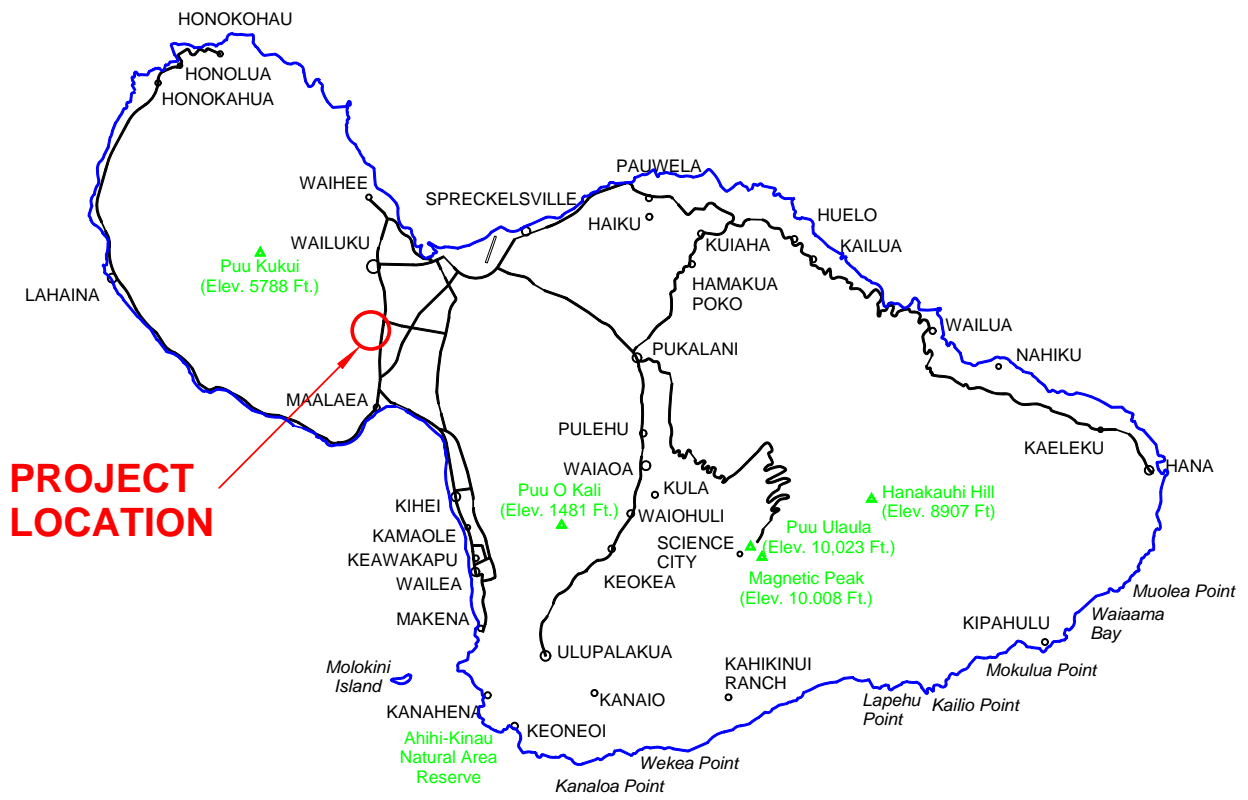 HONOKOHAU
HONOLUA
HONOKAHUA
PAUWELA
WAIHEE
SPRECKELSVILLE
HAIKU
HUELO
WAILUKU
KUIAHA
KAILUA
Puu Kukui
(Elev. 5788 Ft.)
HAMAKUA
POKO
LAHAINA
WAILUA
PUKALANI
NAHIKU
MAALAEA
PULEHU
KAELEKU
WAIAOA
HANA
PROJECT
LOCATION
KIHEI
Puu O Kali
(Elev. 1481 Ft.)
KULA
Hanakauhi Hill
(Elev. 8907 Ft)
WAIOHULI
KAMAOLE
Puu Ulaula
(Elev. 10,023 Ft.)
SCIENCE
CITY
KEAWAKAPU
WAILEA
KEOKEA
Magnetic Peak
(Elev. 10.008 Ft.)
Muolea Point
Waiaama
Bay
MAKENA
KIPAHULU
ULUPALAKUA
Molokini
Island
KAHIKINUI
RANCH
Mokulua Point
KANAHENA
KANAIO
Lapehu
Point
Kailio Point
KEONEOI
Ahihi-Kinau
Natural Area
Reserve
Wekea Point
Kanaloa Point